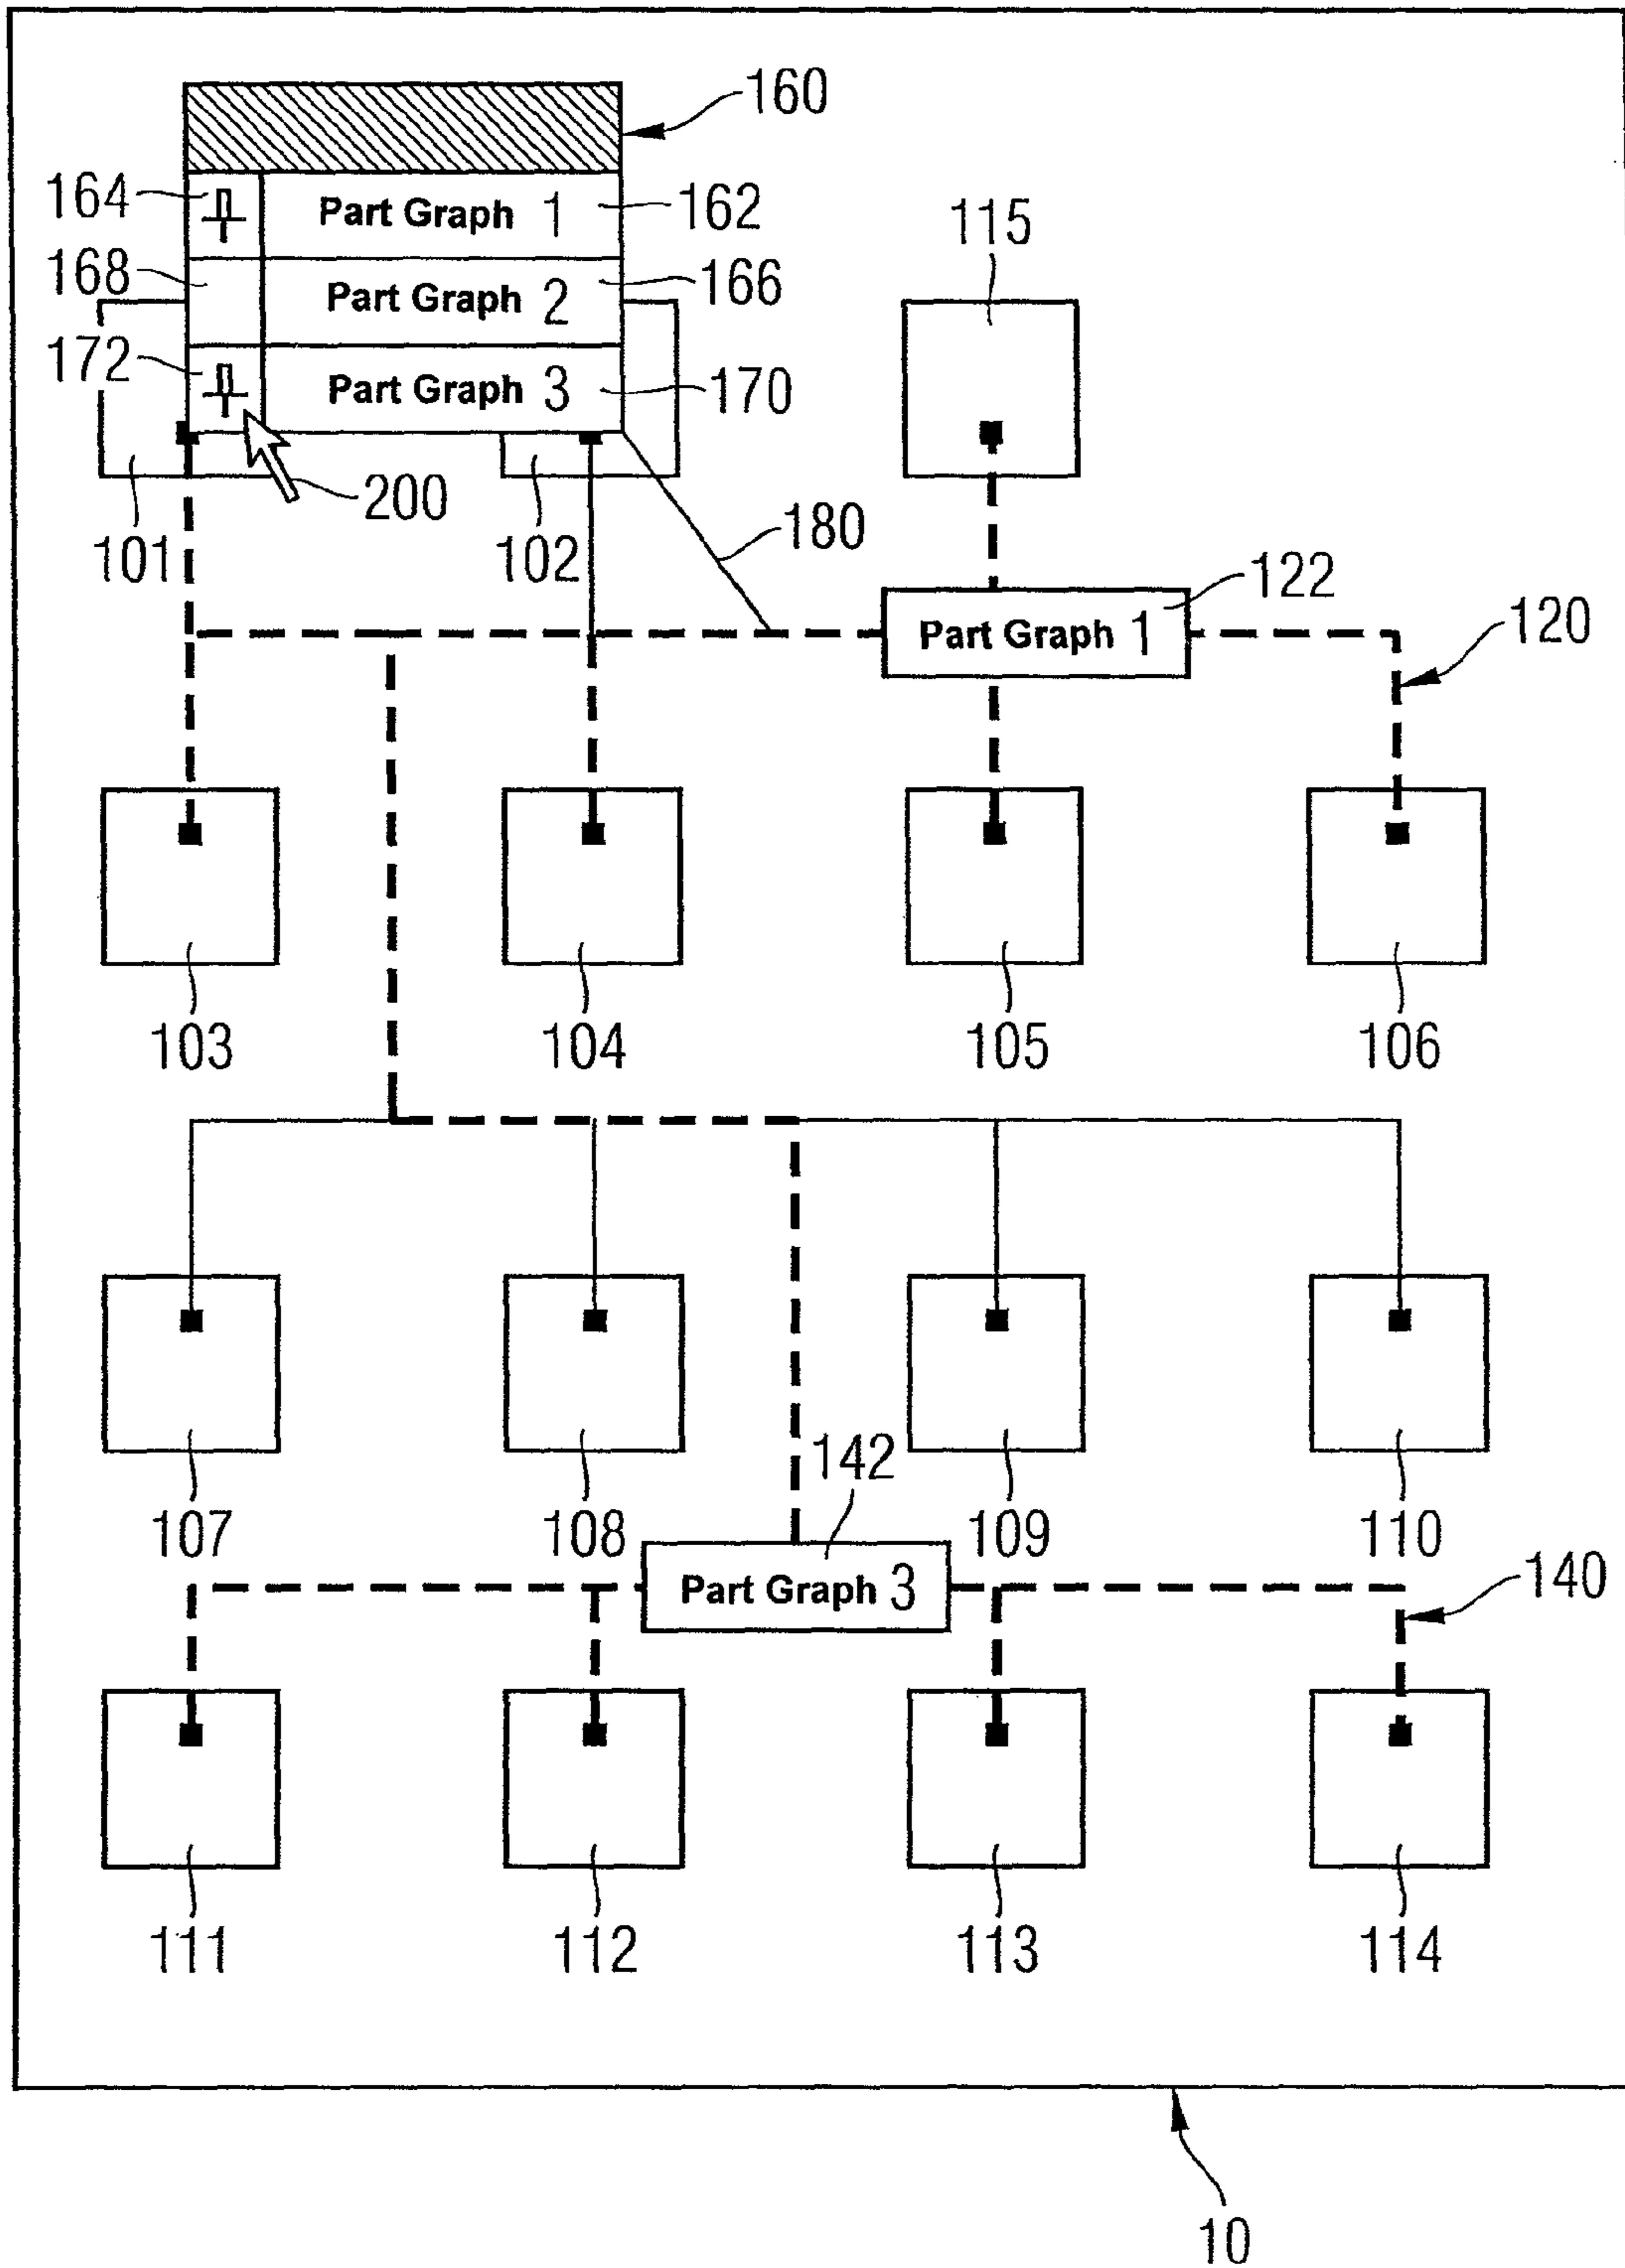 160
164 Part Graph 1 162
115
168 Part Graph 2 166
172 Part Graph 3 170
200
101 102 180
122
Part Graph 1 120
103 104 105 106
142
107 108 109 110
Part Graph 3 140
111 112 113 114
10